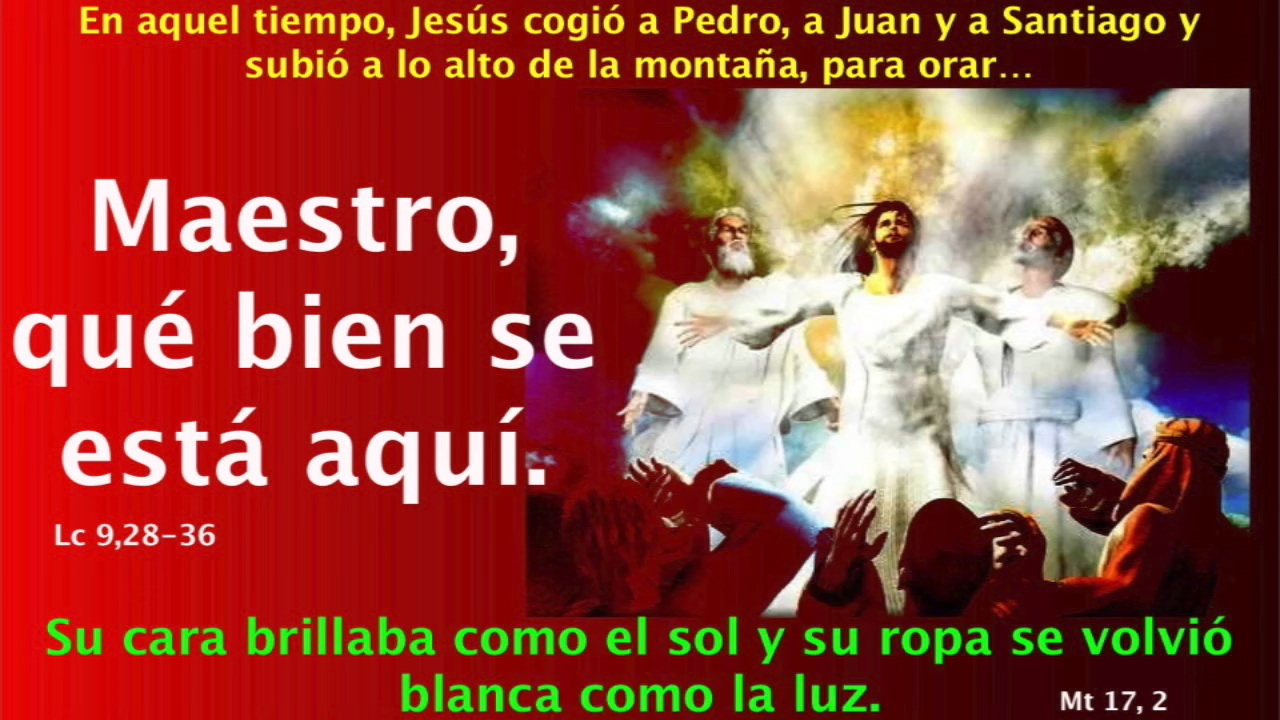 En aquel tiempo, Jesús cogió a Pedro, a Juan y a Santiago y
subió a lo alto de la montaña, para orar...
Maestro,
qué bien se
está aquí.
Lc 9,28-36
Su cara brillaba como el sol y su ropa se volvió
blanca como la luz.
Mt 17, 2